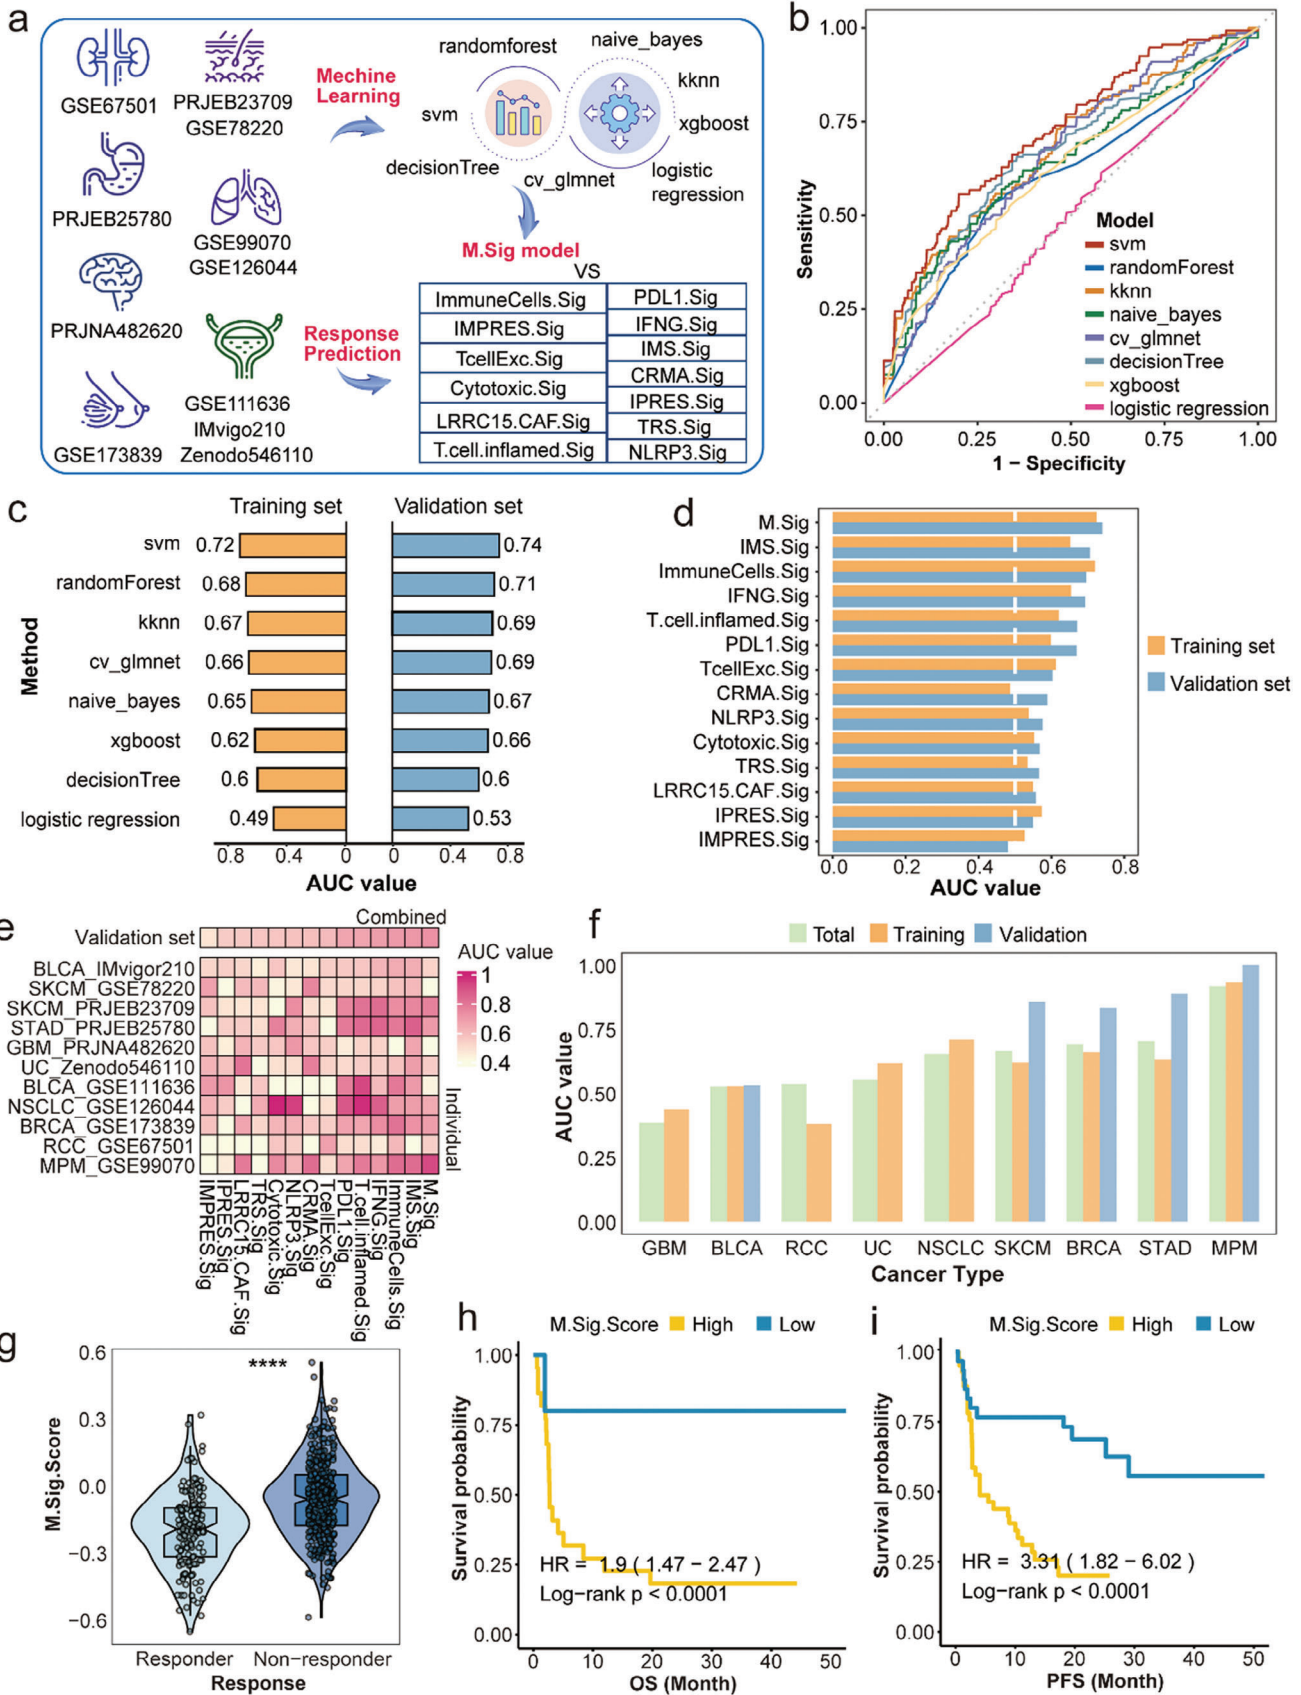 a
GSE67501
PRJEB23709
GSE78220
PRJEB25780
GSE99070
GSE126044
PRJNA482620
GSE111636
IMvigo210
Zenodo546110
GSE173839
Mechine
Learning
Response
Prediction
randomforest
naive_bayes
kknn
svm
xgboost
decisionTree
cv_glmnet
logistic
regression
M.Sig model
VS
ImmuneCells.Sig
IMPRES.Sig
TcellExc.Sig
Cytotoxic.Sig
LRRC15.CAF.Sig
T.cell.inflamed.Sig
PDL1.Sig
IFNG.Sig
IMS.Sig
CRMA.Sig
IPRES.Sig
TRS.Sig
NLRP3.Sig
b
Sensitivity
1.00
0.75
0.50
0.25
0.00
Model
svm
randomForest
kknn
naive_bayes
cv_glmnet
decisionTree
xgboost
logistic regression
0.00 0.25 0.50 0.75 1.00
1 − Specificity
c
Training set Validation set
Method
svm 0.72 0.74
randomForest 0.68 0.71
kknn 0.67 0.69
cv_glmnet 0.66 0.69
naive_bayes 0.65 0.67
xgboost 0.62 0.66
decisionTree 0.6 0.6
logistic regression 0.49 0.53
0.8 0.4 0 0 0.4 0.8
AUC value
d
M.Sig
IMS.Sig
ImmuneCells.Sig
IFNG.Sig
T.cell.inflamed.Sig
PDL1.Sig
TcellExc.Sig
CRMA.Sig
NLRP3.Sig
Cytotoxic.Sig
TRS.Sig
LRRC15.CAF.Sig
IPRES.Sig
IMPRES.Sig
0.0 0.2 0.4 0.6 0.8
AUC value
Training set
Validation set
e
Combined
Validation set
BLCA_IMvigor210
SKCM_GSE78220
SKCM_PRJEB23709
STAD_PRJEB25780
GBM_PRJNA482620
UC_Zenodo546110
BLCA_GSE111636
NSCLC_GSE126044
BRCA_GSE173839
RCC_GSE67501
MPM_GSE99070
Individual
AUC value
1
0.8
0.6
0.4
IMPRES.Sig
IPRES.Sig
LRRC15.CAF.Sig
TRS.Sig
Cytotoxic.Sig
NLRP3.Sig
CRMA.Sig
TcellExc.Sig
PDL1.Sig
T.cell.inflamed.Sig
IFNG.Sig
ImmuneCells.Sig
IMS.Sig
M.Sig
f
Total Training Validation
AUC value
1.00
0.75
0.50
0.25
0.00
GBM BLCA RCC UC NSCLC SKCM BRCA STAD MPM
Cancer Type
g
M.Sig.Score
0.6
0.3
0.0
−0.3
−0.6
****
Responder Non−responder
Response
h
M.Sig.Score High Low
Survival probability
1.00
0.75
0.50
0.25
0.00
HR = 1.9 ( 1.47 − 2.47 )
Log−rank p < 0.0001
0 10 20 30 40 50
OS (Month)
i
M.Sig.Score High Low
Survival probability
1.00
0.75
0.50
0.25
0.00
HR = 3.31 ( 1.82 − 6.02 )
Log−rank p < 0.0001
0 10 20 30 40 50
PFS (Month)